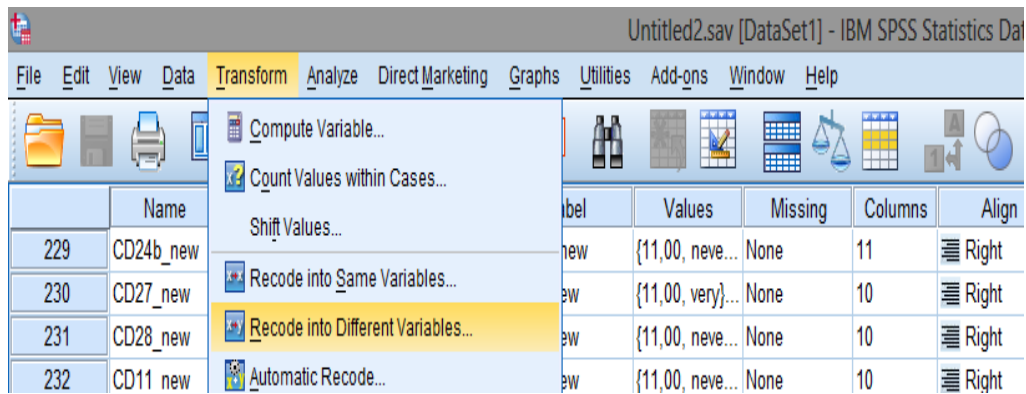 Untitled2.sav [DataSet1] - IBM SPSS Statistics Dat
File Edit View Data Transform Analyze Direct Marketing Graphs Utilities Add-ons Window Help
Compute Variable...
Count Values within Cases...
Shift Values...
Recode into Same Variables...
Recode into Different Variables...
Automatic Recode...
A
1
Name bel Values Missing Columns Align
229 CD24b_new new {11,00, neve... None 11 Right
230 CD27_new ew {11,00, very}... None 10 Right
231 CD28_new ew {11,00, neve... None 10 Right
232 CD11_new ew {11,00, neve... None 10 Right